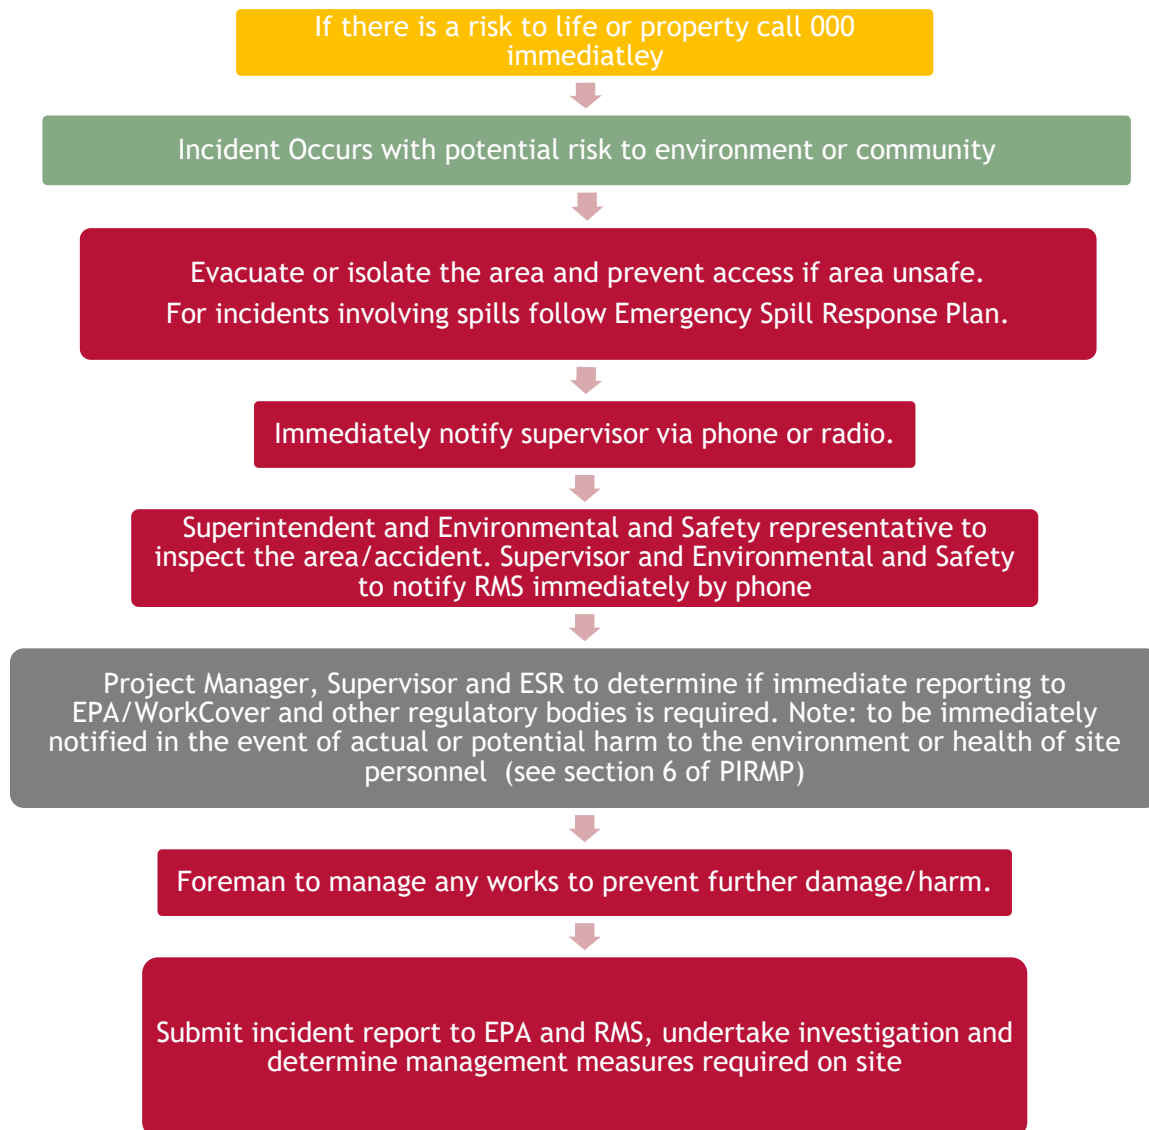 If there is a risk to life or property call 000
immediatley
Incident Occurs with potential risk to environment or community
Evacuate or isolate the area and prevent access if area unsafe.
For incidents involving spills follow Emergency Spill Response Plan.
Immediately notify supervisor via phone or radio.
Superintendent and Environmental and Safety representative to
inspect the area/accident. Supervisor and Environmental and Safety
to notify RMS immediately by phone
Project Manager, Supervisor and ESR to determine if immediate reporting to
EPA/WorkCover and other regulatory bodies is required. Note: to be immediately
notified in the event of actual or potential harm to the environment or health of site
personnel (see section 6 of PIRMP)
Foreman to manage any works to prevent further damage/harm.
Submit incident report to EPA and RMS, undertake investigation and
determine management measures required on site